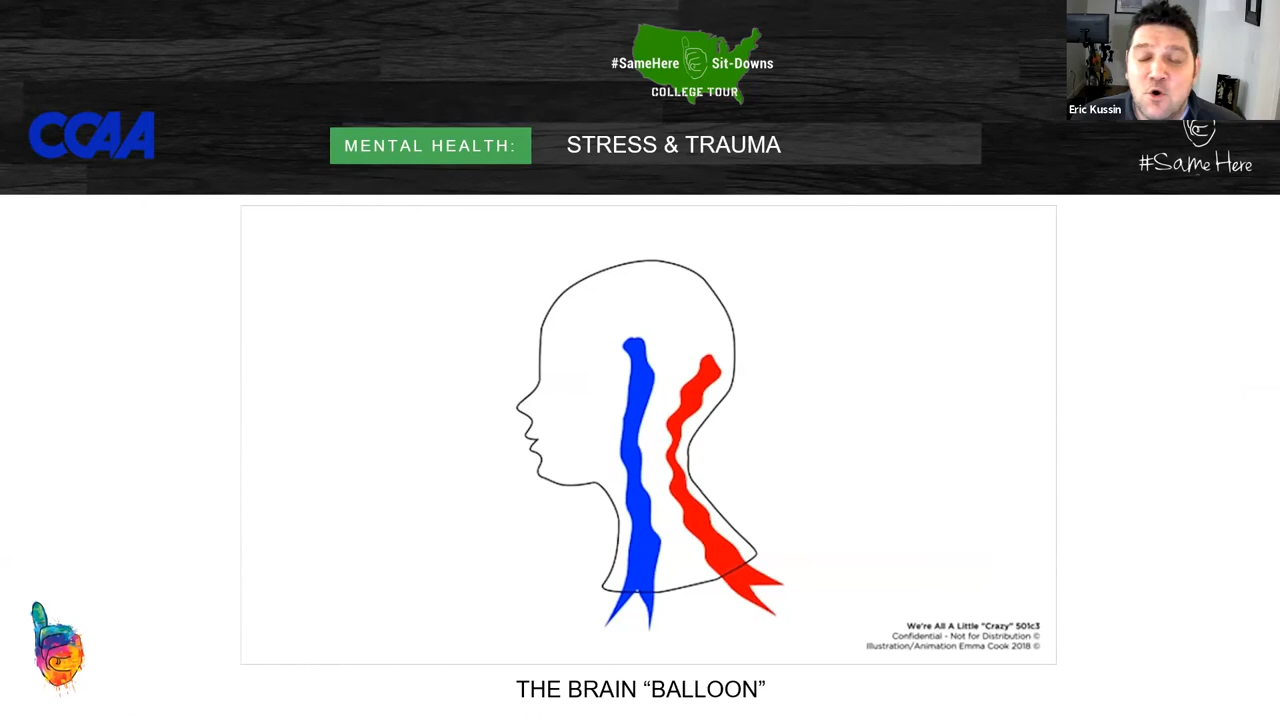 #SameHere Sit-Downs
COLLEGE TOUR
Eric Kussin
CCAA
MENTAL HEALTH: STRESS & TRAUMA
#SameHere
We're All A Little "Crazy" 501c3
Confidential - Not for Distribution ©
Illustration/Animation Emma Cook 2018 ©
THE BRAIN “BALLOON”